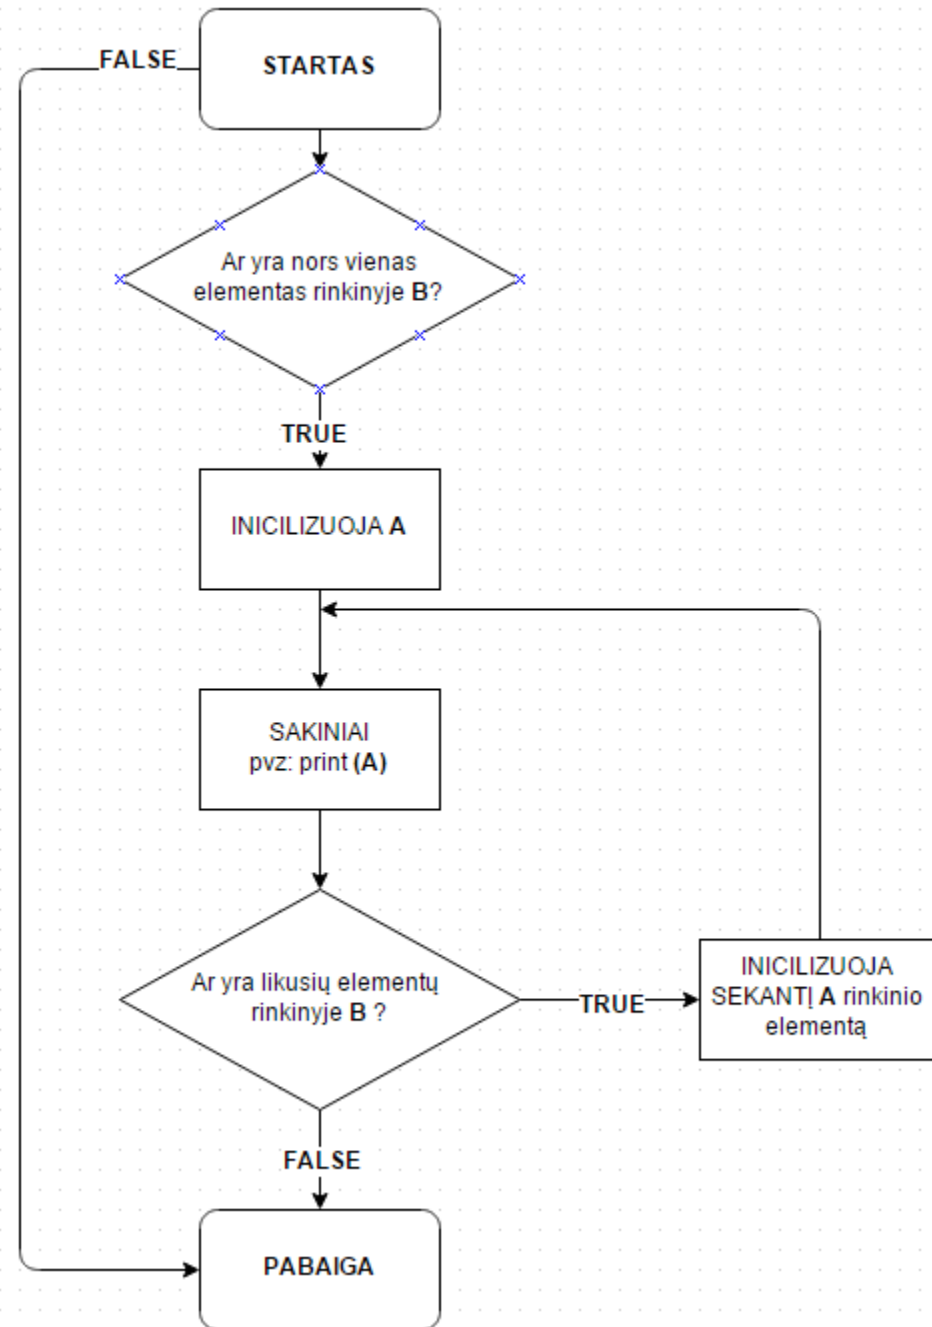 FALSE
STARTAS
Ar yra nors vienas
elementas rinkinyje B?
TRUE
INICILIZUOJA A
SAKINIAI
pvz: print (A)
Ar yra likusių elementų
rinkinyje B ?
TRUE
INICILIZUOJA
SEKANTĮ A rinkinio
elementą
FALSE
PABAIGA